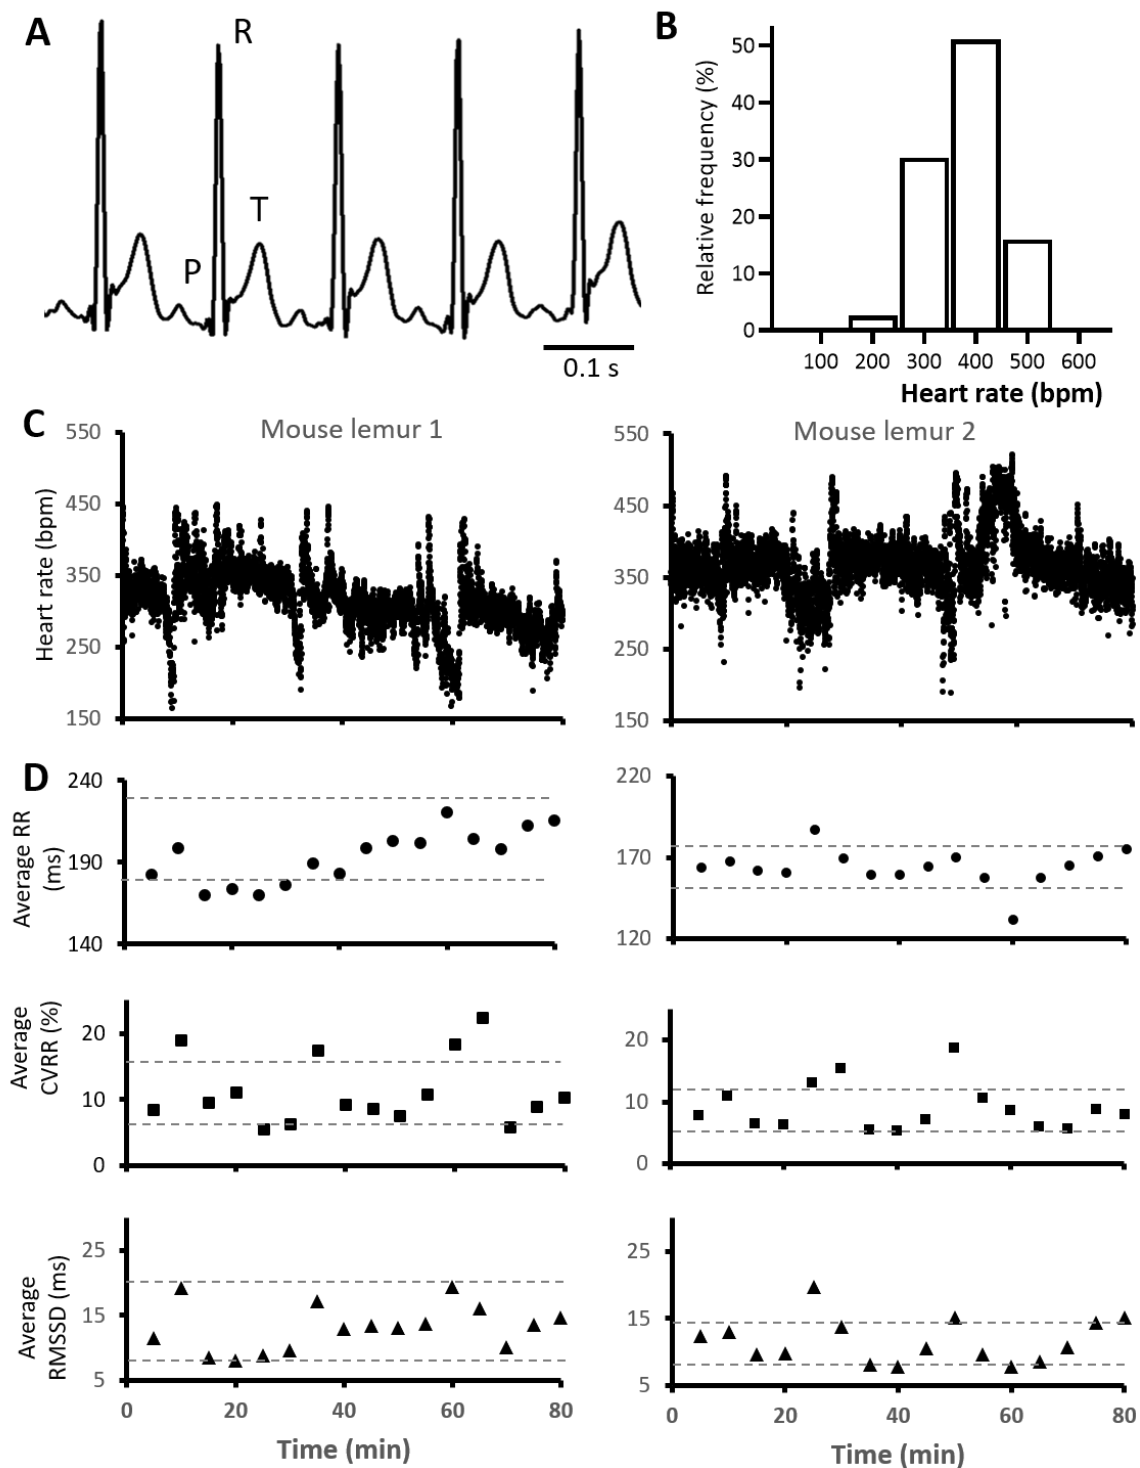 A
R
T
P
0.1 s
B
Relative frequency (%)
50
40
30
20
10
0
100 200 300 400 500 600
Heart rate (bpm)
C
Mouse lemur 1
Heart rate (bpm)
550
450
350
250
150
Mouse lemur 2
550
450
350
250
150
D
Average RR
(ms)
240
190
140
220
170
120
Average
CVRR (%)
20
10
0
20
10
0
Average
RMSSD (ms)
25
15
5
0 20 40 60 80
Time (min)
25
15
5
0 20 40 60 80
Time (min)